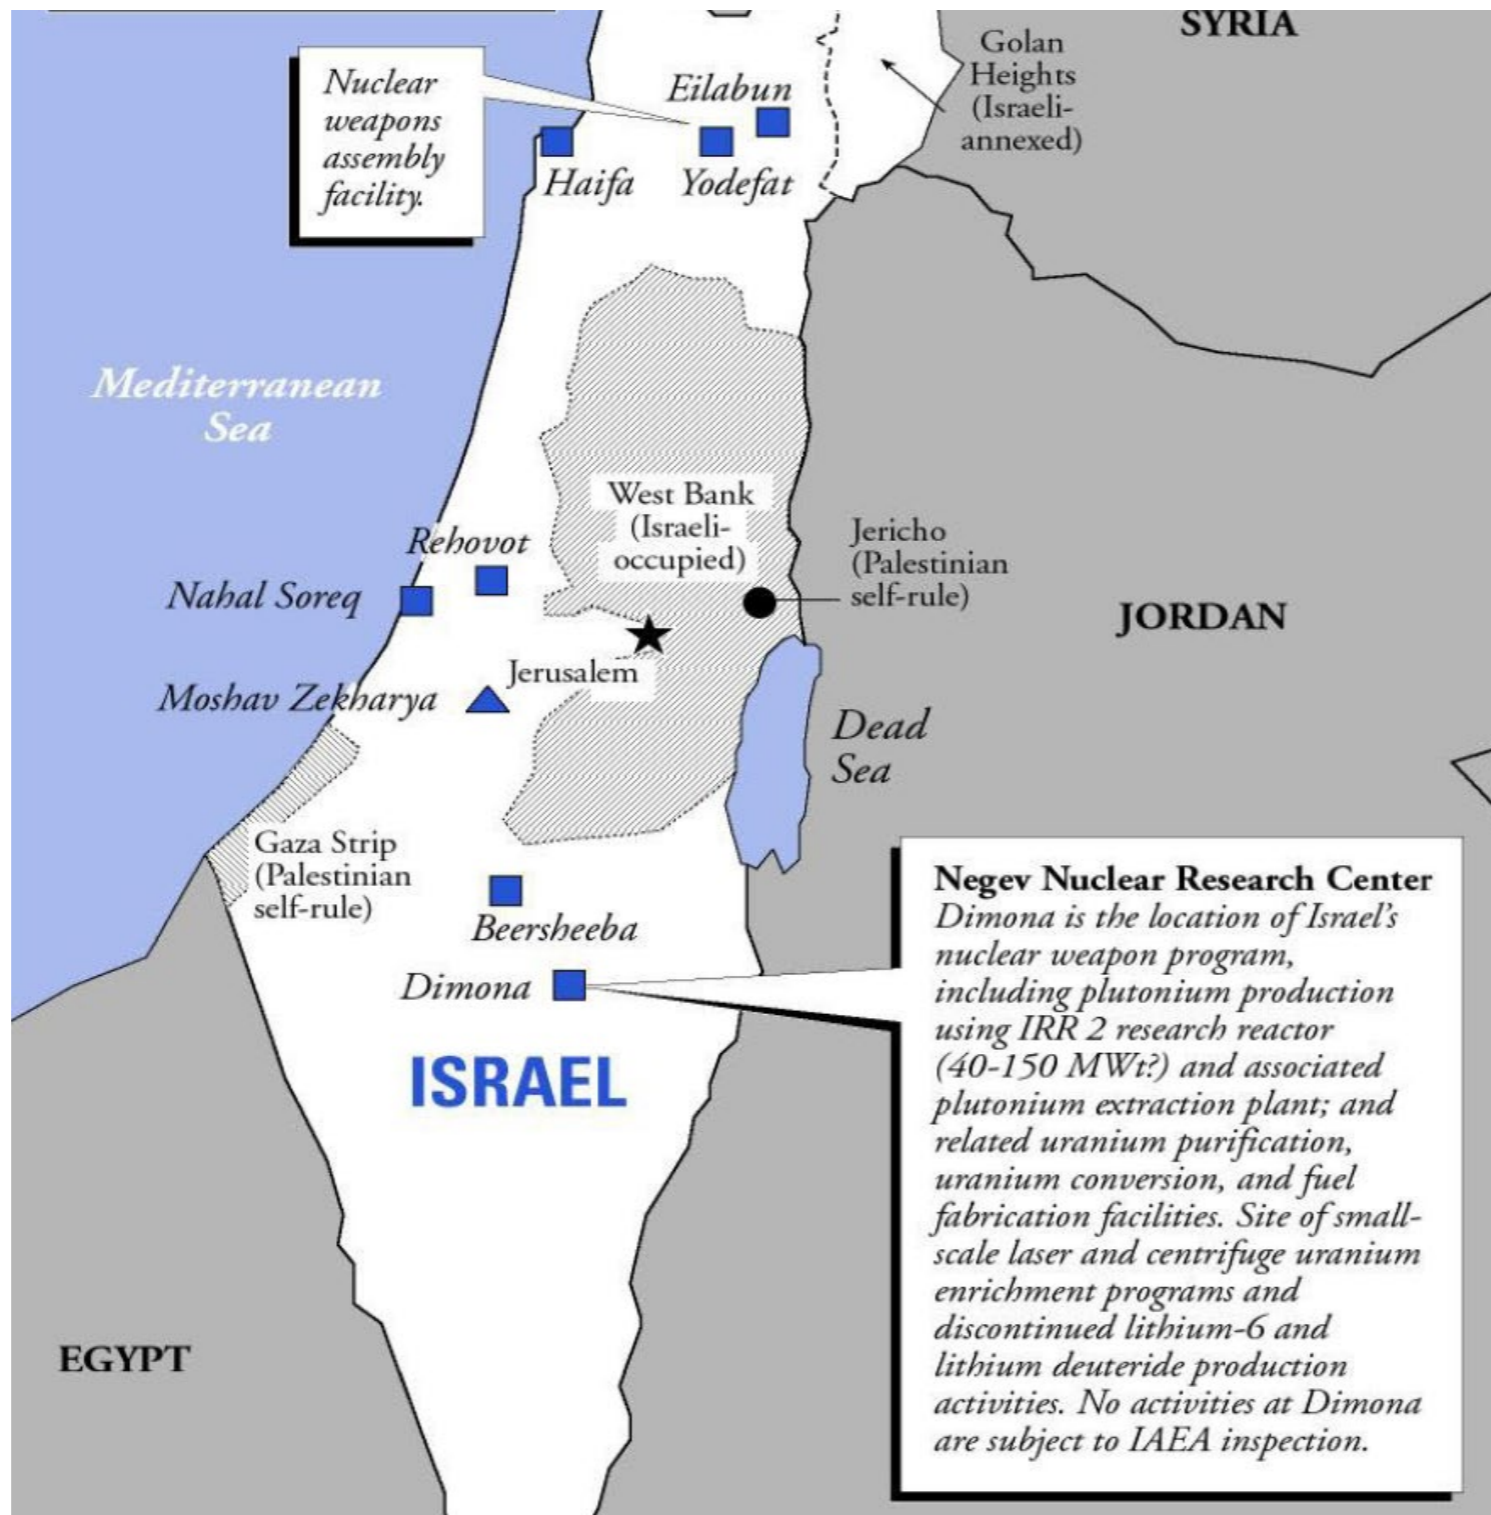 SYRIA
Golan
Heights
(Israeli-
annexed)
Nuclear
weapons
assembly
facility.
Eilabun
Haifa
Yodefat
Mediterranean
Sea
West Bank
(Israeli-
occupied)
Rehovot
Nahal Soreq
Jericho
(Palestinian
self-rule)
JORDAN
Jerusalem
Moshav Zekharya
Dead
Sea
Gaza Strip
(Palestinian
self-rule)
Beersheeba
Dimona
ISRAEL
Negev Nuclear Research Center
Dimona is the location of Israel's
nuclear weapon program,
including plutonium production
using IRR 2 research reactor
(40-150 MWt?) and associated
plutonium extraction plant; and
related uranium purification,
uranium conversion, and fuel
fabrication facilities. Site of small-
scale laser and centrifuge uranium
enrichment programs and
discontinued lithium-6 and
lithium deuteride production
activities. No activities at Dimona
are subject to IAEA inspection.
EGYPT